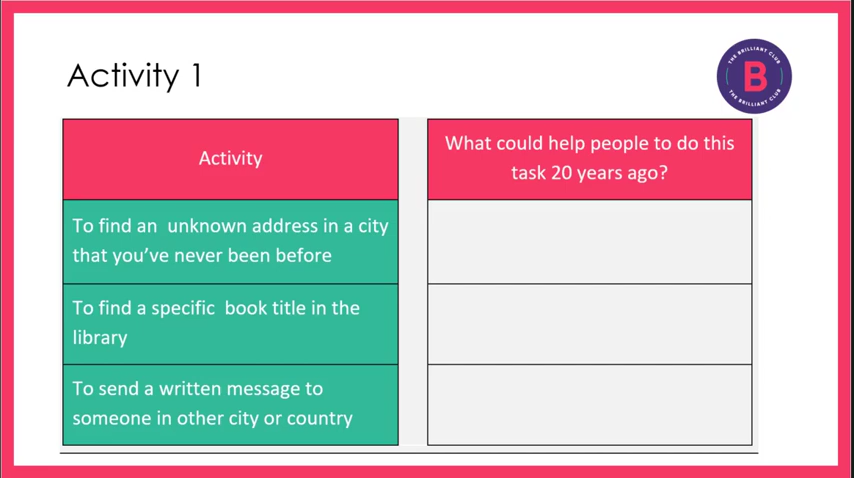 Activity 1
THE BRILLIANT CLUB
B
THE BRILLIANT CLUB
Activity
What could help people to do this
task 20 years ago?
To find an  unknown address in a city
that you’ve never been before
To find a specific  book title in the
library
To send a written message to
someone in other city or country